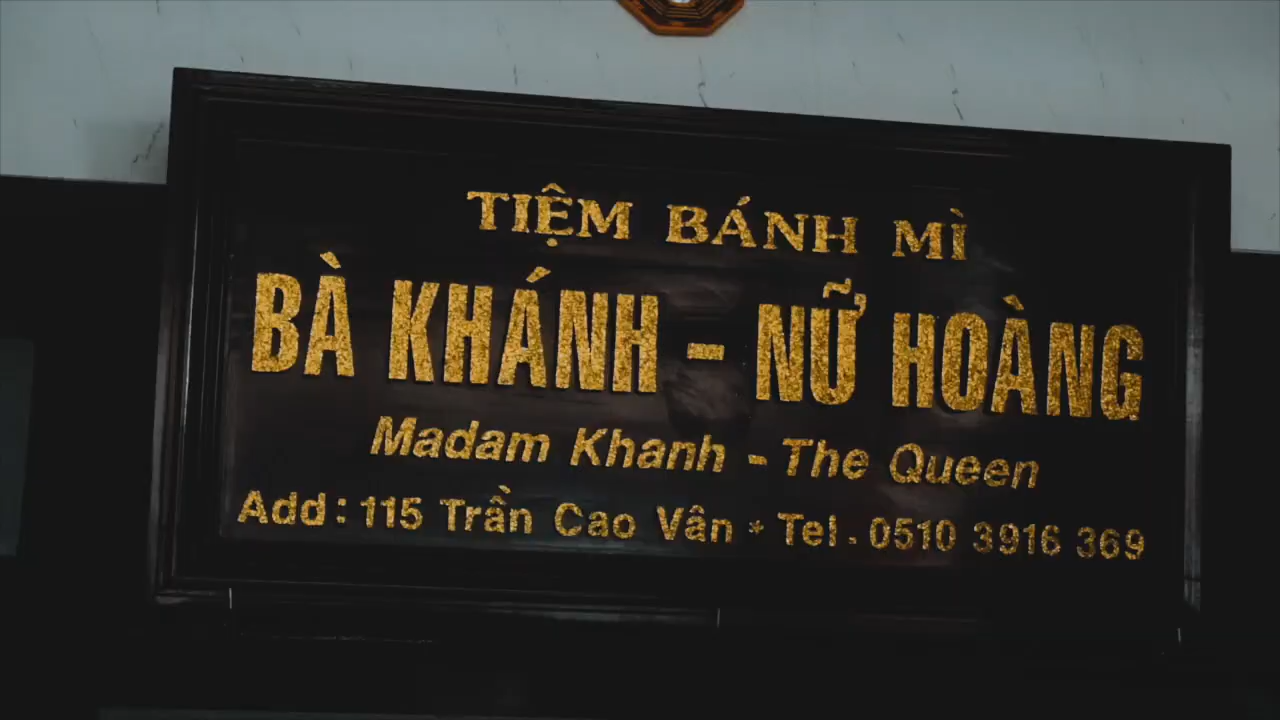 TIỆM BÁNH MÌ
BÀ KHÁNH - NỮ HOÀNG
Madam Khanh - The Queen
Add : 115 Trần Cao Vân * Tel . 0510 3916 369